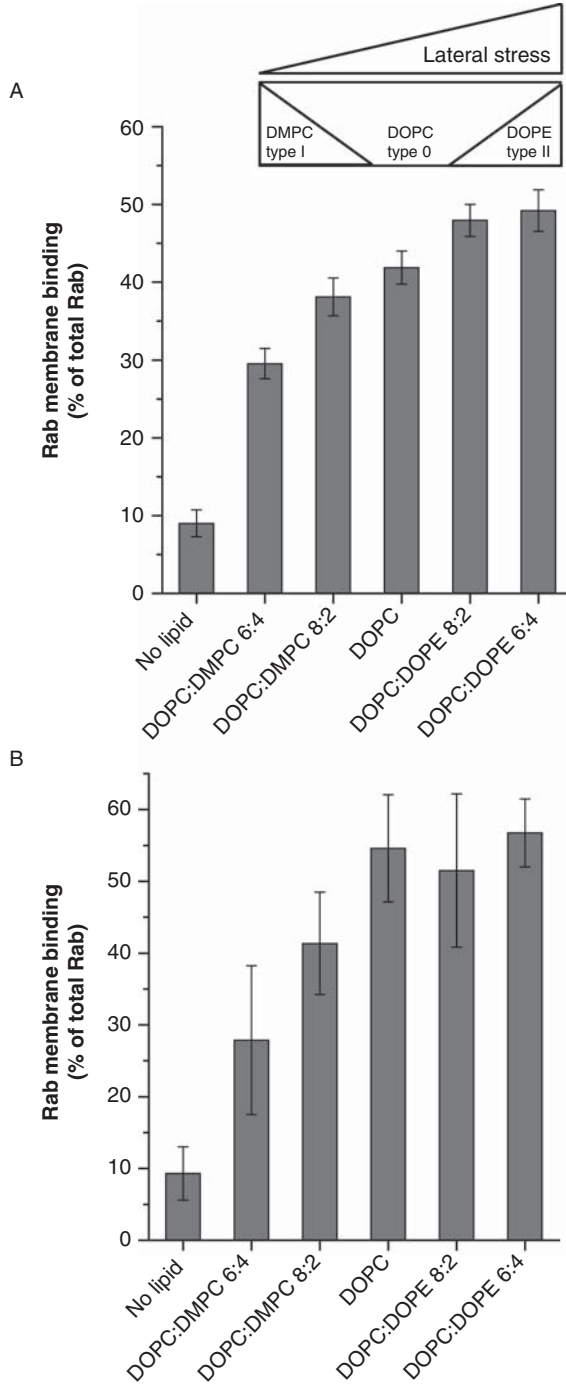 A
Lateral stress
DMPC
type I
DOPC
type 0
DOPE
type II
Rab membrane binding
(% of total Rab)
60
50
40
30
20
10
0
No lipid
DOPC:DMPC 6:4
DOPC:DMPC 8:2
DOPC
DOPC:DOPE 8:2
DOPC:DOPE 6:4
B
Rab membrane binding
(% of total Rab)
60
50
40
30
20
10
0
No lipid
DOPC:DMPC 6:4
DOPC:DMPC 8:2
DOPC
DOPC:DOPE 8:2
DOPC:DOPE 6:4